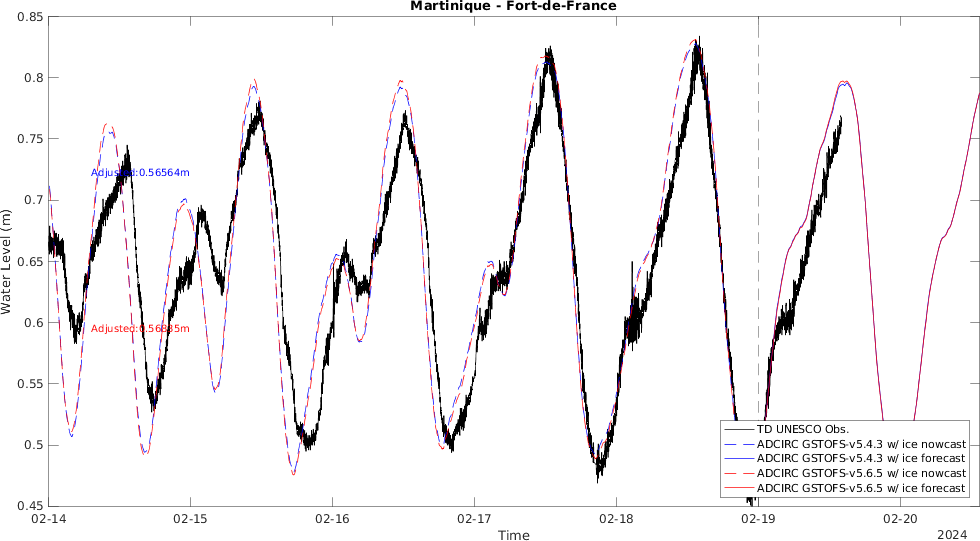 Martinique - Fort-de-France
0.85
0.8
0.75
0.7
0.65
0.6
0.55
0.5
0.45
Water Level (m)
Adjusted:0.56564m
Adjusted:0.56835m
TD UNESCO Obs.
ADCIRC GSTOFS-v5.4.3 w/ ice nowcast
ADCIRC GSTOFS-v5.4.3 w/ ice forecast
ADCIRC GSTOFS-v5.6.5 w/ ice nowcast
ADCIRC GSTOFS-v5.6.5 w/ ice forecast
02-14 02-15 02-16 02-17 02-18 02-19 02-20
Time
2024